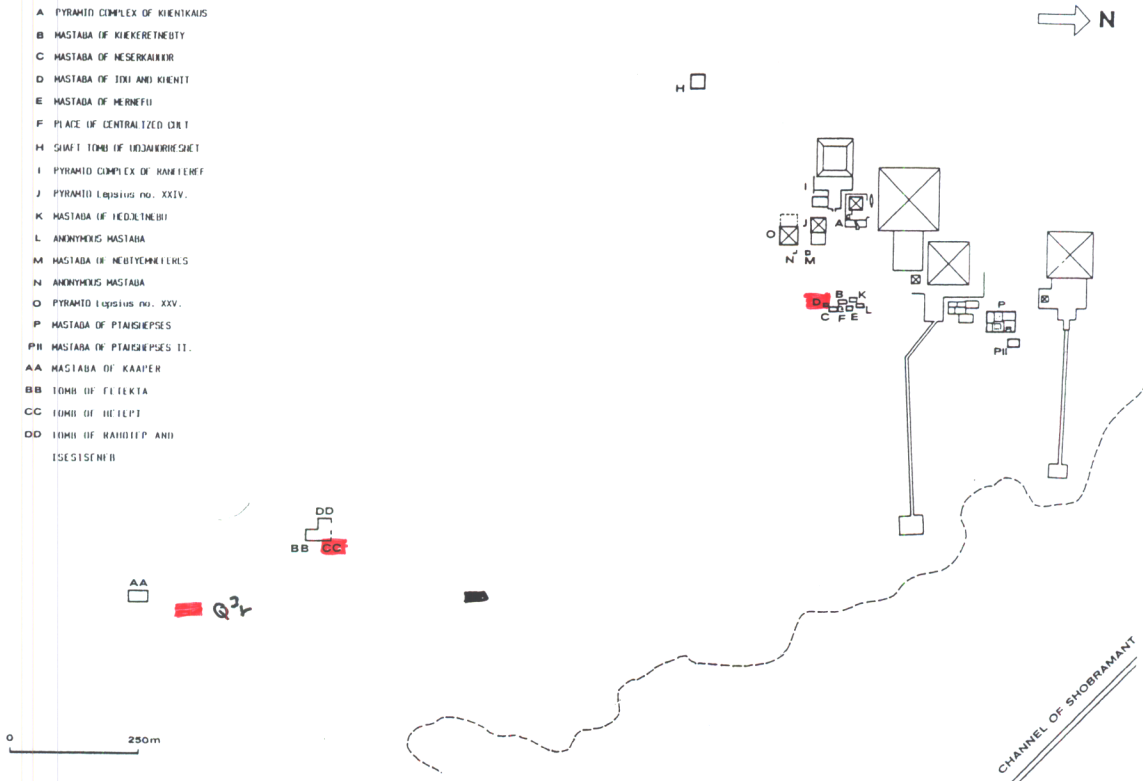 A PYRAMID COMPLEX OF KHENTKAUS
B MASTABA OF KHEKERETNEBTY
C MASTABA OF NESERKAUHOR
D MASTABA OF IDU AND KHENIT
E MASTABA OF MERNEFU
F PLACE OF CENTRALIZED CULT
H SHAFT TOMB OF UDJAHORRESNET
I PYRAMID COMPLEX OF RANEFEREF
J PYRAMID Lepsius no. XXIV.
K MASTABA OF HEDJETNEBU
L ANONYMOUS MASTABA
M MASTABA OF NEBTYEMNEFERES
N ANONYMOUS MASTABA
O PYRAMID Lepsius no. XXV.
P MASTABA OF PTAHSHEPSES
PII MASTABA OF PTAHSHEPSES II.
AA MASTABA OF KAAPER
BB TOMB OF FETEKTA
CC TOMB OF HETEPI
DD TOMB OF RAHOTEP AND
ISESISENEB
N
H
I
J
A
O
N
M
D
B
K
C
F
E
L
P
PII
DD
BB
CC
AA
0
250m
CHANNEL OF SHOBRAMANT